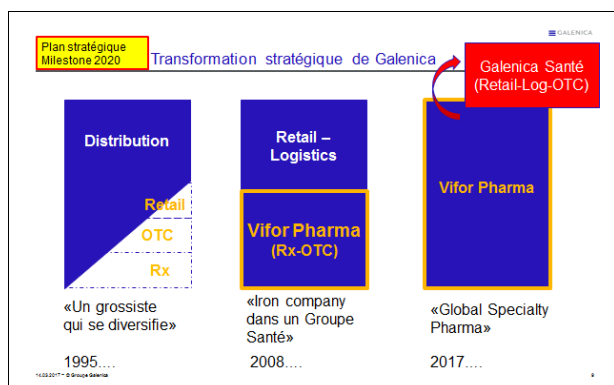 GALENICA
Plan stratégique
Milestone 2020
Transformation stratégique de Galenica
Galenica Santé
(Retail-Log-OTC)
Distribution
Retail
OTC
Rx
«Un grossiste
qui se diversifie»
1995....
Retail –
Logistics
Vifor Pharma
(Rx-OTC)
«Iron company
dans un Groupe
Santé»
2008....
Vifor Pharma
«Global Specialty
Pharma»
2017....
14.03.2017 – © Groupe Galenica